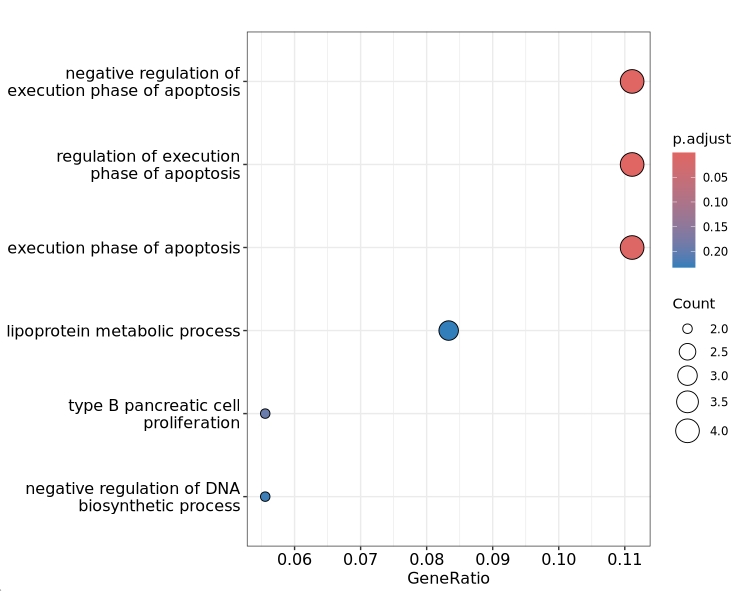 negative regulation of
execution phase of apoptosis
regulation of execution
phase of apoptosis
execution phase of apoptosis
lipoprotein metabolic process
type B pancreatic cell
proliferation
negative regulation of DNA
biosynthetic process
0.06 0.07 0.08 0.09 0.10 0.11
GeneRatio
p.adjust
0.05
0.10
0.15
0.20
Count
2.0
2.5
3.0
3.5
4.0